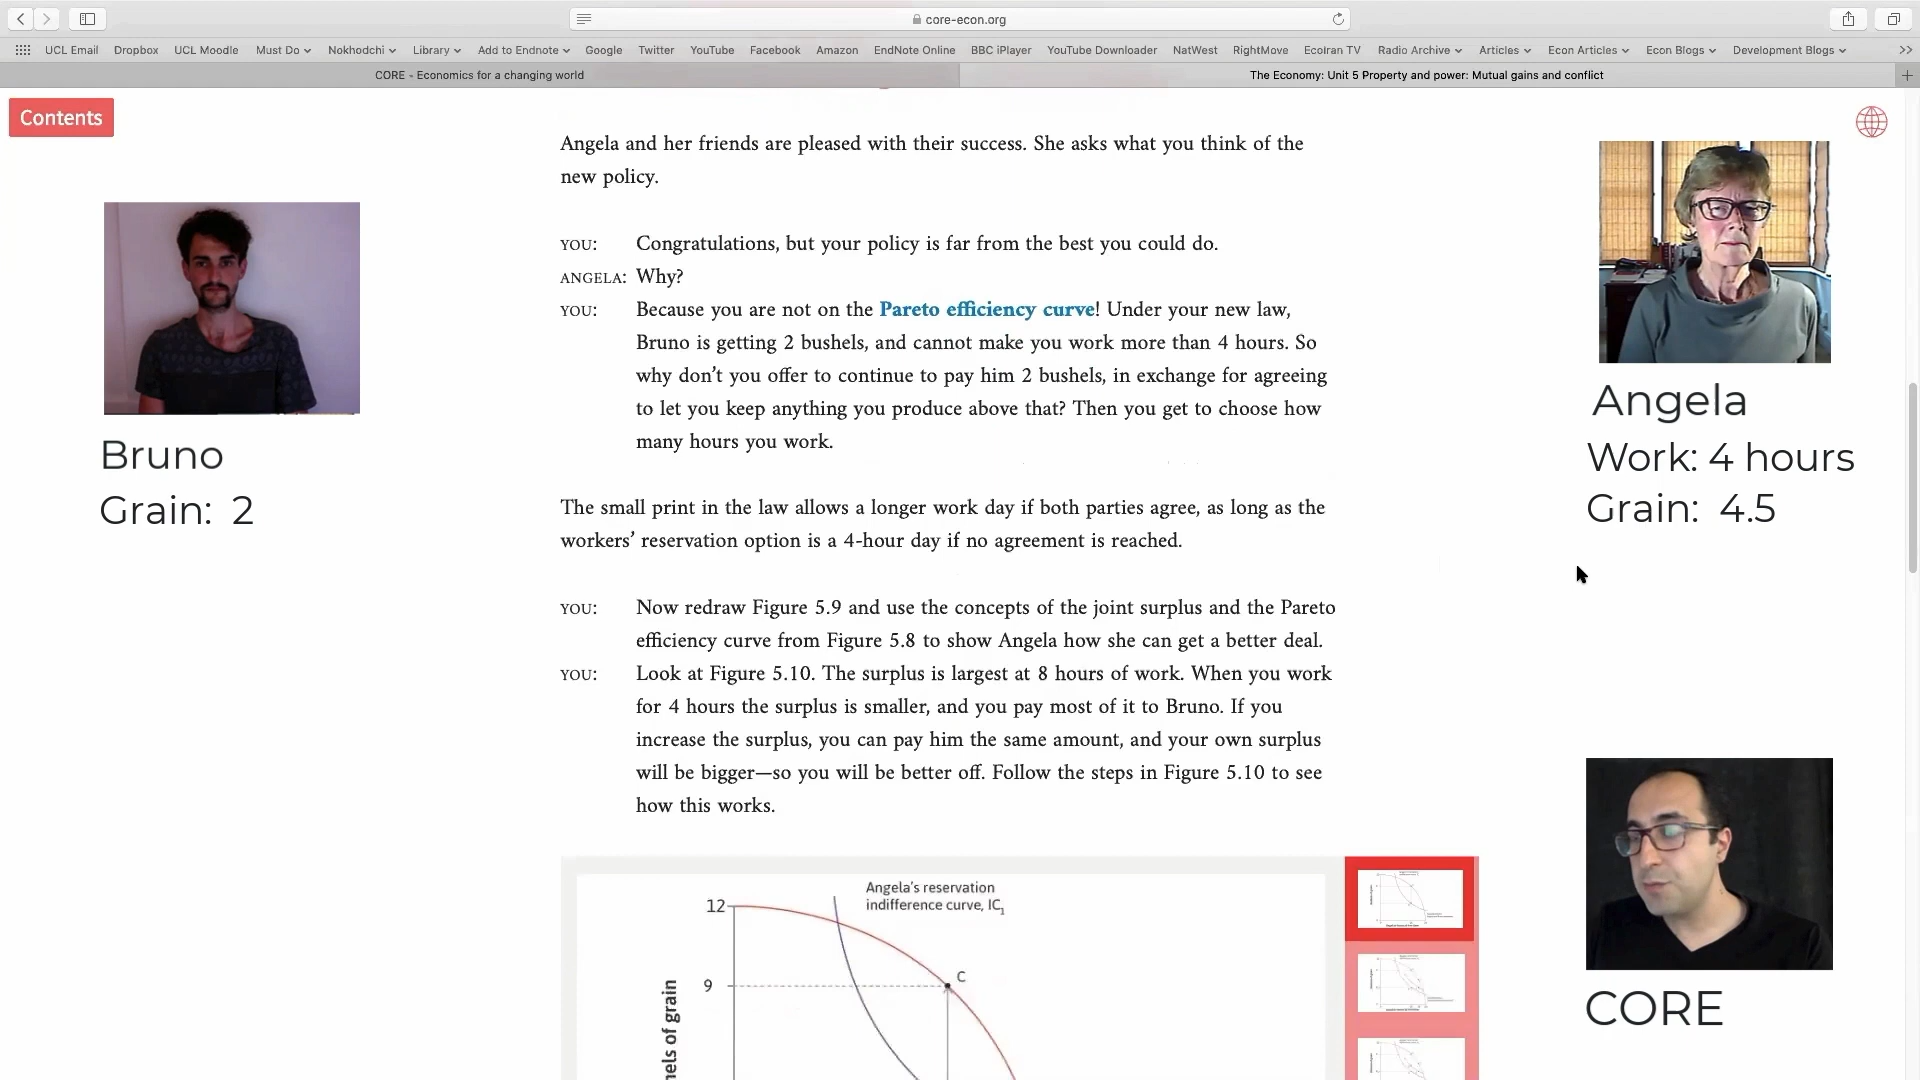 core-econ.org
UCL Email Dropbox UCL Moodle Must Do Nokhodchi Library Add to Endnote Google Twitter YouTube Facebook Amazon EndNote Online BBC iPlayer YouTube Downloader NatWest RightMove EcoIran TV Radio Archive Articles Econ Articles Econ Blogs Development Blogs >>
CORE - Economics for a changing world
The Economy: Unit 5 Property and power: Mutual gains and conflict
Contents
Angela and her friends are pleased with their success. She asks what you think of the
new policy.
YOU: Congratulations, but your policy is far from the best you could do.
ANGELA: Why?
YOU: Because you are not on the Pareto efficiency curve! Under your new law,
Bruno is getting 2 bushels, and cannot make you work more than 4 hours. So
why don’t you offer to continue to pay him 2 bushels, in exchange for agreeing
to let you keep anything you produce above that? Then you get to choose how
many hours you work.
The small print in the law allows a longer work day if both parties agree, as long as the
workers’ reservation option is a 4-hour day if no agreement is reached.
YOU: Now redraw Figure 5.9 and use the concepts of the joint surplus and the Pareto
efficiency curve from Figure 5.8 to show Angela how she can get a better deal.
YOU: Look at Figure 5.10. The surplus is largest at 8 hours of work. When you work
for 4 hours the surplus is smaller, and you pay most of it to Bruno. If you
increase the surplus, you can pay him the same amount, and your own surplus
will be bigger—so you will be better off. Follow the steps in Figure 5.10 to see
how this works.
Angela’s reservation
indifference curve, IC1
12
C
9
Bruno
Grain: 2
Angela
Work: 4 hours
Grain: 4.5
CORE